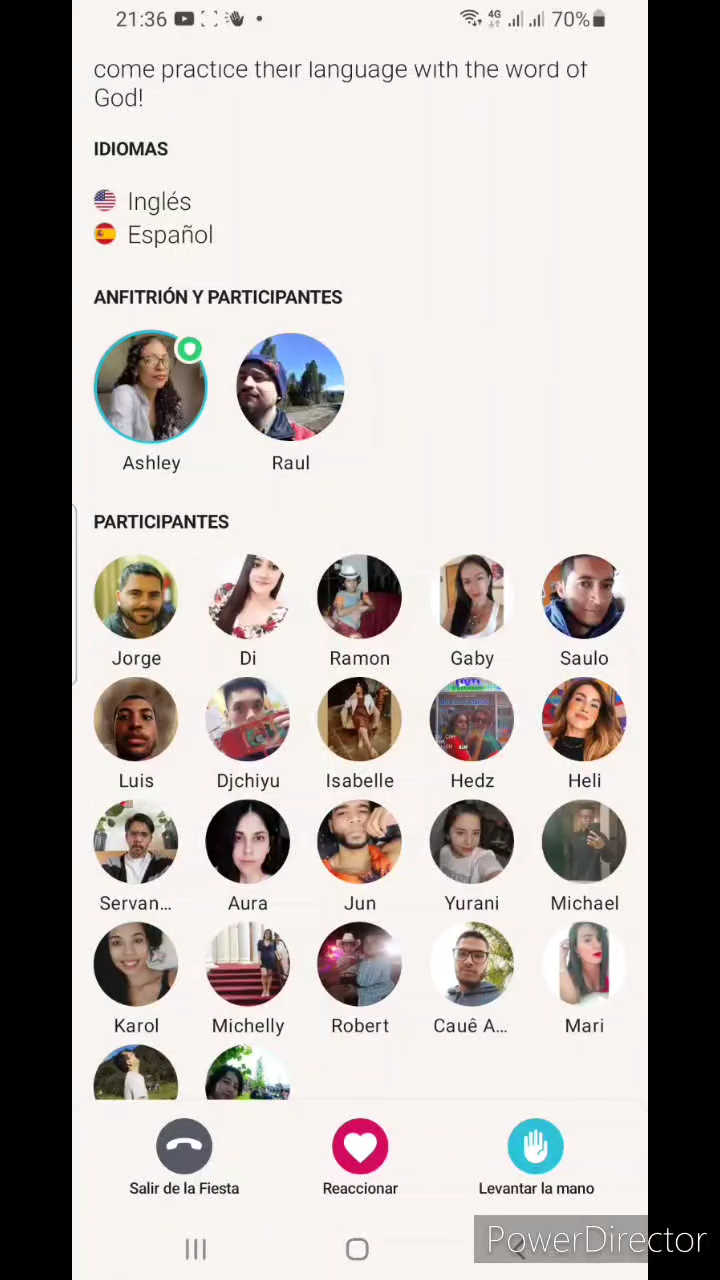 21:36
4G
70%
come practice their language with the word of
God!
IDIOMAS
Inglés
Español
ANFITRIÓN Y PARTICIPANTES
Ashley
Raul
PARTICIPANTES
Jorge
Di
Ramon
Gaby
Saulo
Luis
Djchiyu
Isabelle
Hedz
Heli
Servan...
Aura
Jun
Yurani
Michael
Karol
Michelly
Robert
Cauê A...
Mari
Salir de la Fiesta
Reaccionar
Levantar la mano
PowerDirector